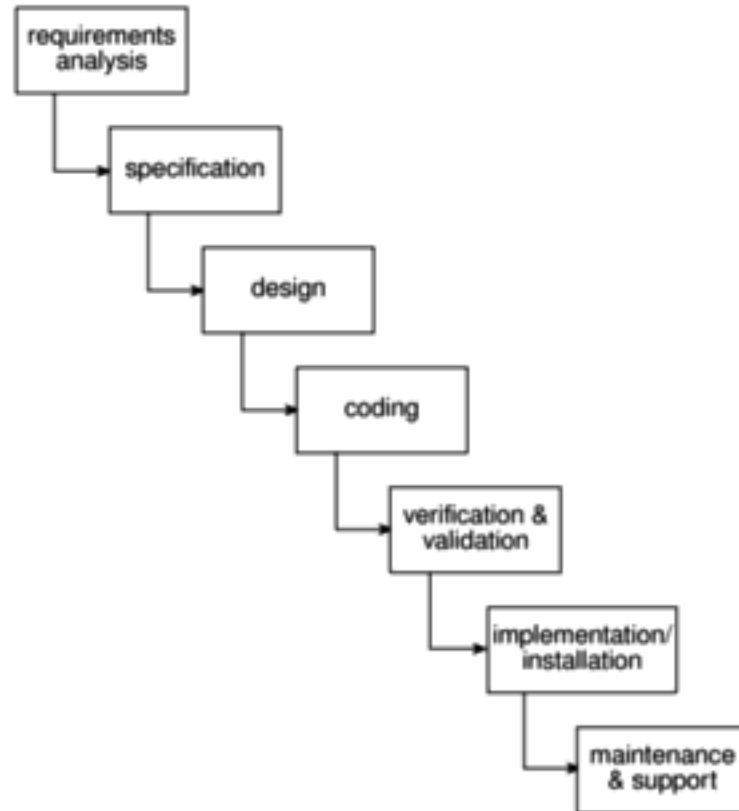 requirements
analysis
specification
design
coding
verification &
validation
implementation/
installation
maintenance
& support